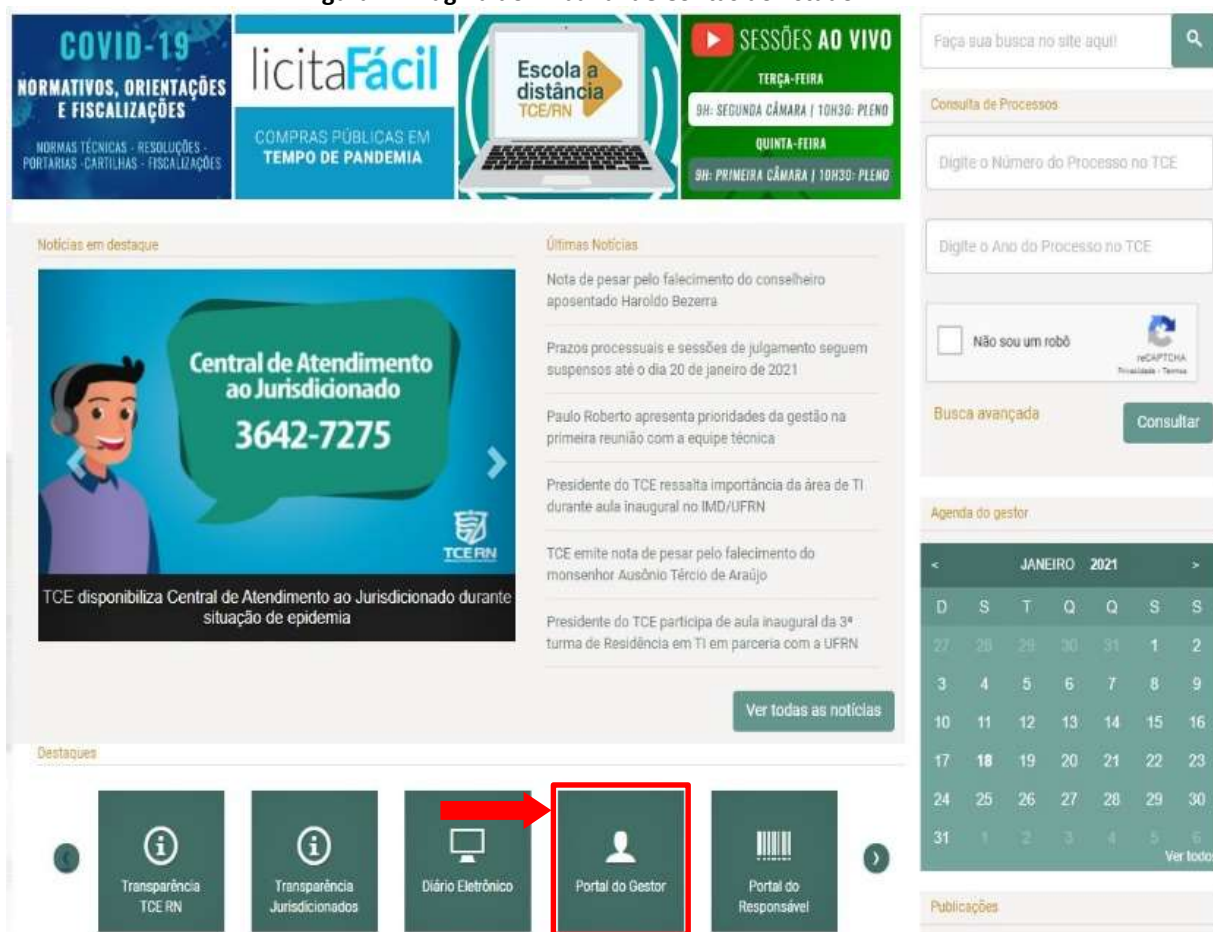 COVID-19
NORMATIVOS, ORIENTAÇÕES
E FISCALIZAÇÕES
NORMAS TÉCNICAS - RESOLUÇÕES -
PORTARIAS - CARTILHAS - FISCALIZAÇÕES
licitaFácil
COMPRAS PÚBLICAS EM
TEMPO DE PANDEMIA
Escola a
distância
TCE/RN
SESSÕES AO VIVO
TERÇA-FEIRA
9H: SEGUNDA CÂMARA | 10H30: PLENO
QUINTA-FEIRA
9H: PRIMEIRA CÂMARA | 10H30: PLENO
Notícias em destaque
Central de Atendimento
ao Jurisdicionado
3642-7275
TCE RN
TCE disponibiliza Central de Atendimento ao Jurisdicionado durante
situação de epidemia
Últimas Notícias
Nota de pesar pelo falecimento do conselheiro
aposentado Haroldo Bezerra
Prazos processuais e sessões de julgamento seguem
suspensos até o dia 20 de janeiro de 2021
Paulo Roberto apresenta prioridades da gestão na
primeira reunião com a equipe técnica
Presidente do TCE ressalta importância da área de TI
durante aula inaugural no IMD/UFRN
TCE emite nota de pesar pelo falecimento do
monsenhor Ausônio Tércio de Araújo
Presidente do TCE participa de aula inaugural da 3ª
turma de Residência em TI em parceria com a UFRN
Ver todas as notícias
Destaques
Transparência
TCE RN
Transparência
Jurisdicionados
Diário Eletrônico
Portal do Gestor
Portal do
Responsável
Faça sua busca no site aqui!
Consulta de Processos
Digite o Número do Processo no TCE
Digite o Ano do Processo no TCE
Não sou um robô
reCAPTCHA
Privacidade - Termos
Busca avançada
Consultar
Agenda do gestor
< JANEIRO 2021 >
D S T Q Q S S
27 28 29 30 31 1 2
3 4 5 6 7 8 9
10 11 12 13 14 15 16
17 18 19 20 21 22 23
24 25 26 27 28 29 30
31 1 2 3 4 5 6
Ver todo
Publicações